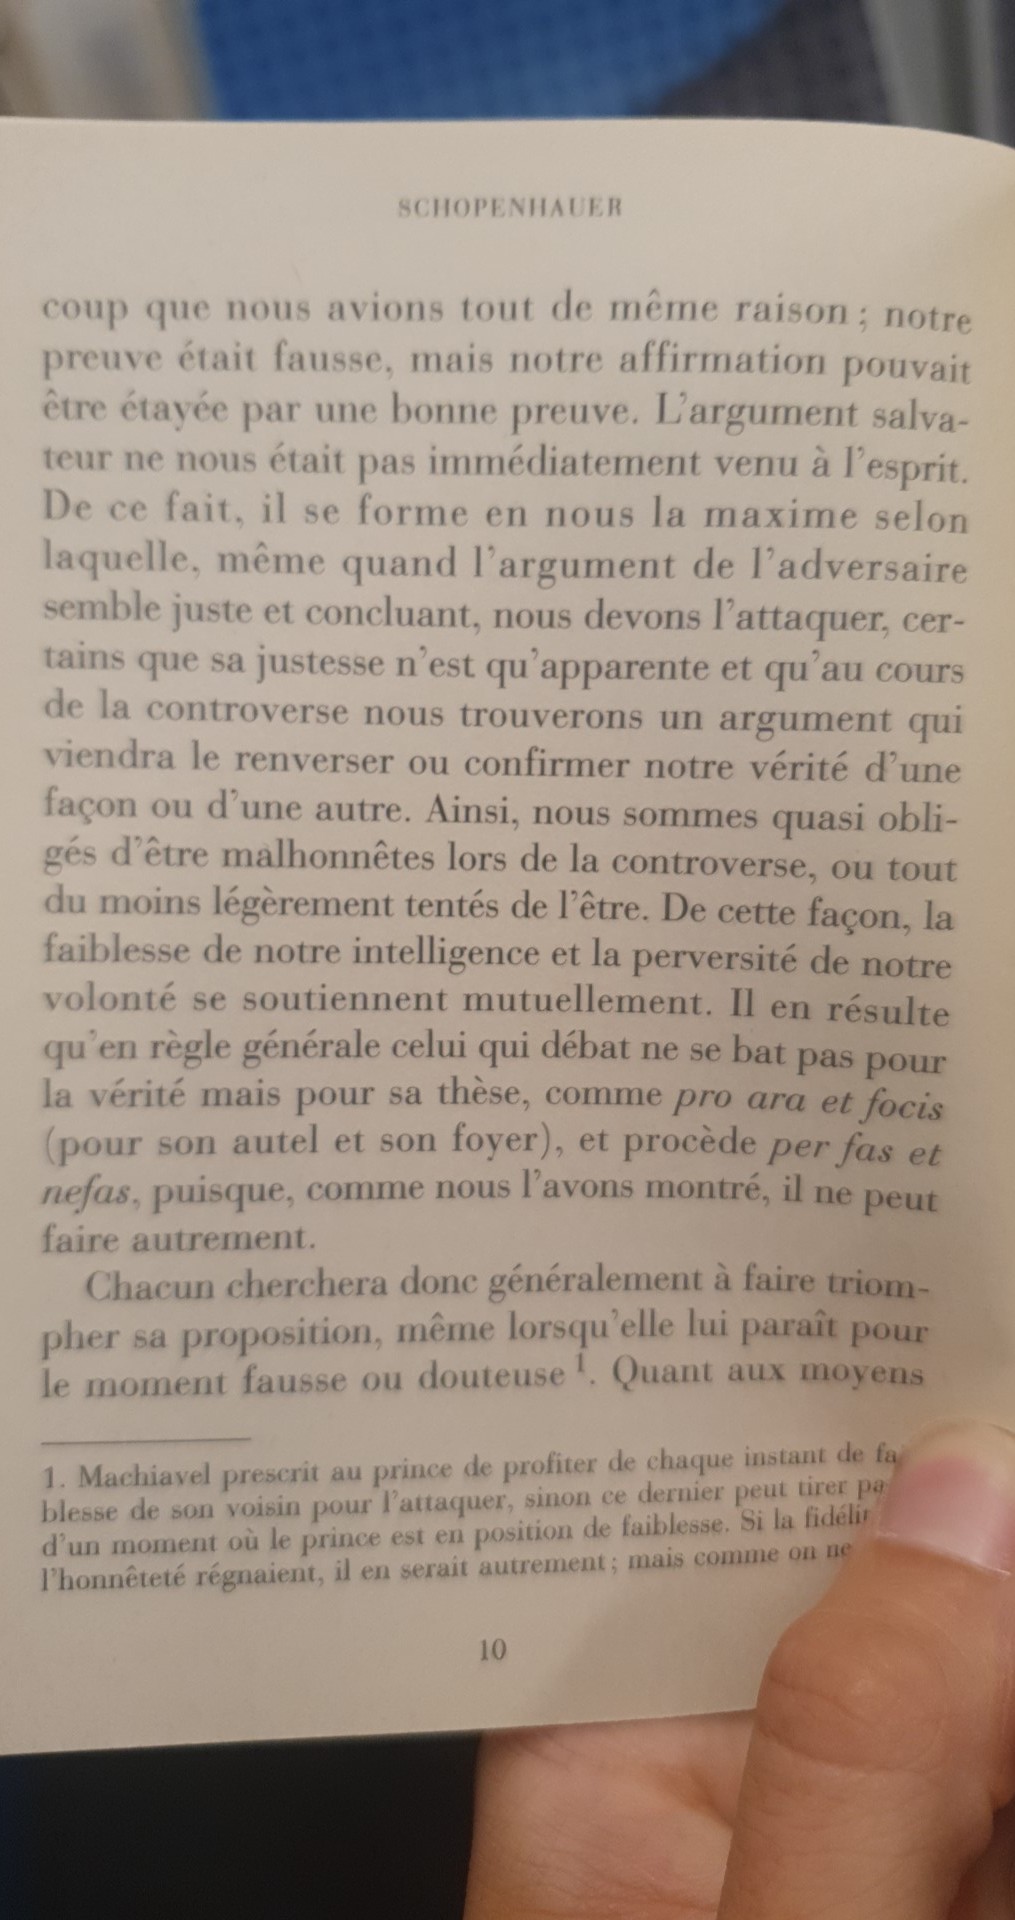 SCHOPENHAUER
coup que nous avions tout de même raison ; notre
preuve était fausse, mais notre affirmation pouvait
être étayée par une bonne preuve. L'argument salva-
teur ne nous était pas immédiatement venu à l'esprit.
De ce fait, il se forme en nous la maxime selon
laquelle, même quand l'argument de l'adversaire
semble juste et concluant, nous devons l'attaquer, cer-
tains que sa justesse n'est qu'apparente et qu'au cours
de la controverse nous trouverons un argument qui
viendra le renverser ou confirmer notre vérité d'une
façon ou d'une autre. Ainsi, nous sommes quasi obli-
gés d'être malhonnêtes lors de la controverse, ou tout
du moins légèrement tentés de l'être. De cette façon, la
faiblesse de notre intelligence et la perversité de notre
volonté se soutiennent mutuellement. Il en résulte
qu'en règle générale celui qui débat ne se bat pas pour
la vérité mais pour sa thèse, comme pro ara et focis
(pour son autel et son foyer), et procède per fas et
nefas, puisque, comme nous l'avons montré, il ne peut
faire autrement.
Chacun cherchera donc généralement à faire triom-
pher sa proposition, même lorsqu'elle lui paraît pour
le moment fausse ou douteuse 1. Quant aux moyens
1. Machiavel prescrit au prince de profiter de chaque instant de
blesse de son voisin pour l'attaquer, sinon ce dernier peut tirer
d'un moment où le prince est en position de faiblesse. Si la
l'honnêteté régnaient, il en serait autrement ; mais comme on ne
10